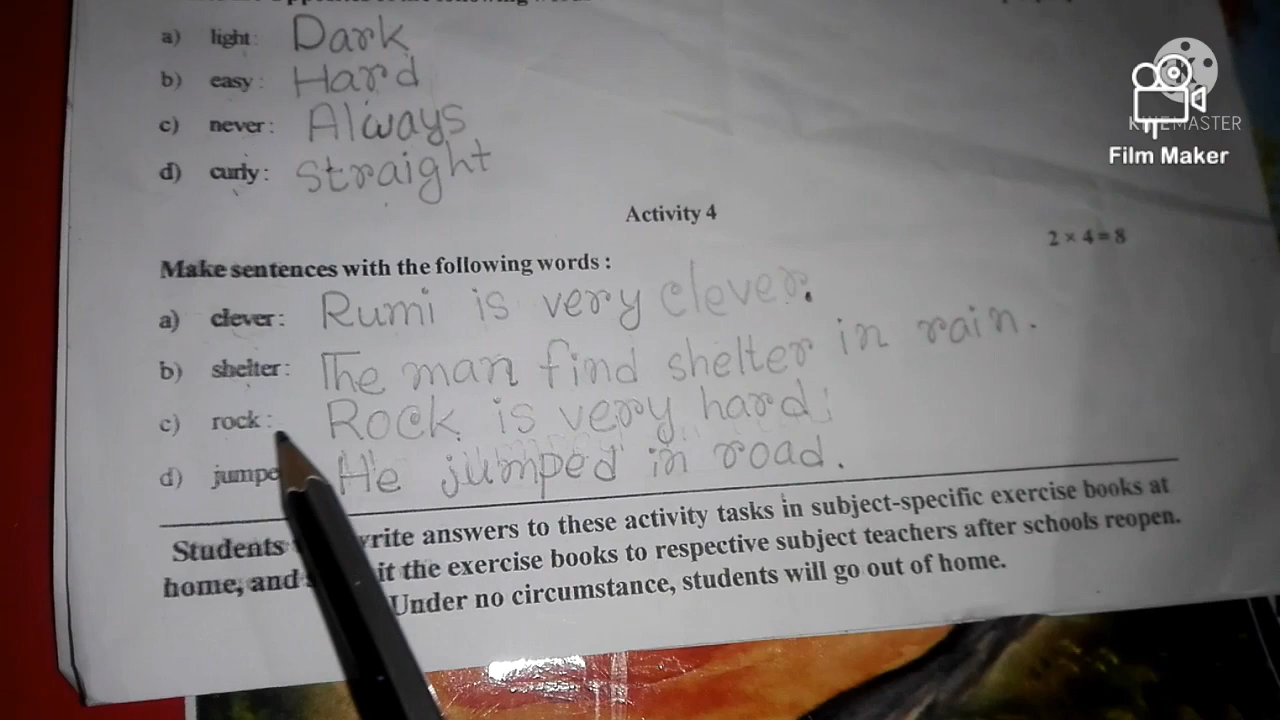 a) light: Dark
b) easy: Hard
c) never: Always
d) curly: Straight
Activity 4
2 × 4 = 8
Make sentences with the following words :
a) clever: Rumi is very clever.
b) shelter: The man find shelter in rain.
c) rock: Rock is very hard.
d) jumpe He jumped in road.
Students write answers to these activity tasks in subject-specific exercise books at
home, and it the exercise books to respective subject teachers after schools reopen.
Under no circumstance, students will go out of home.
KINEMASTER
Film Maker